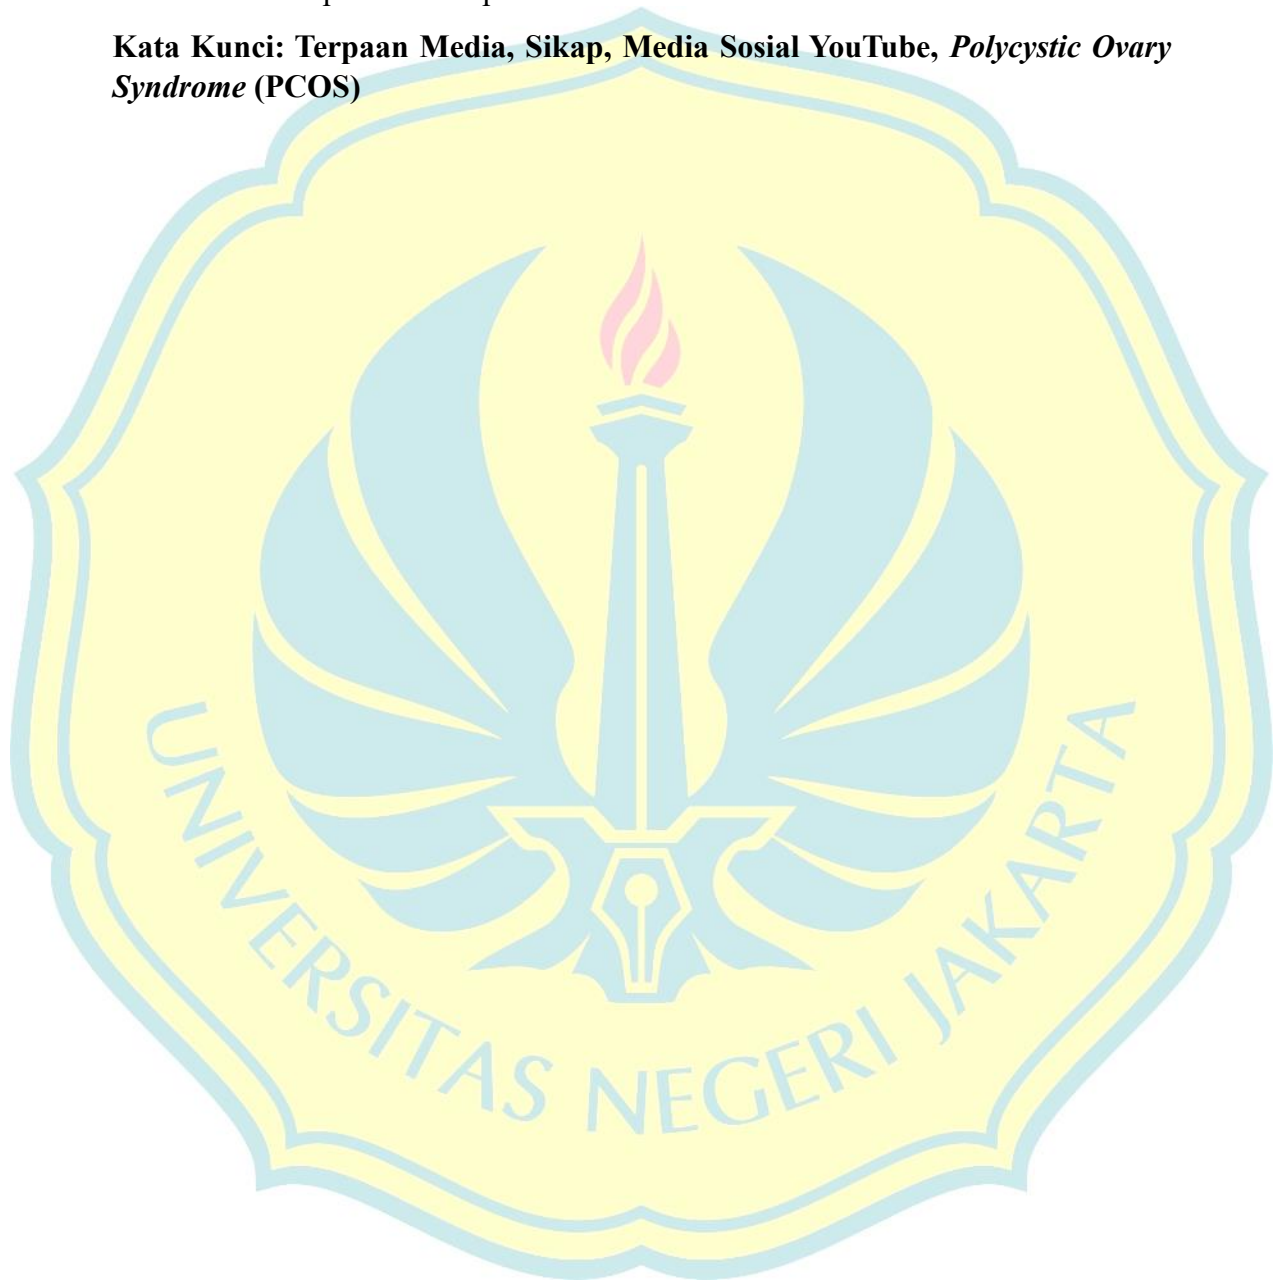 Kata Kunci: Terpaan Media, Sikap, Media Sosial YouTube, Polycystic Ovary
Syndrome (PCOS)
UNIVERSITAS NEGERI JAKARTA